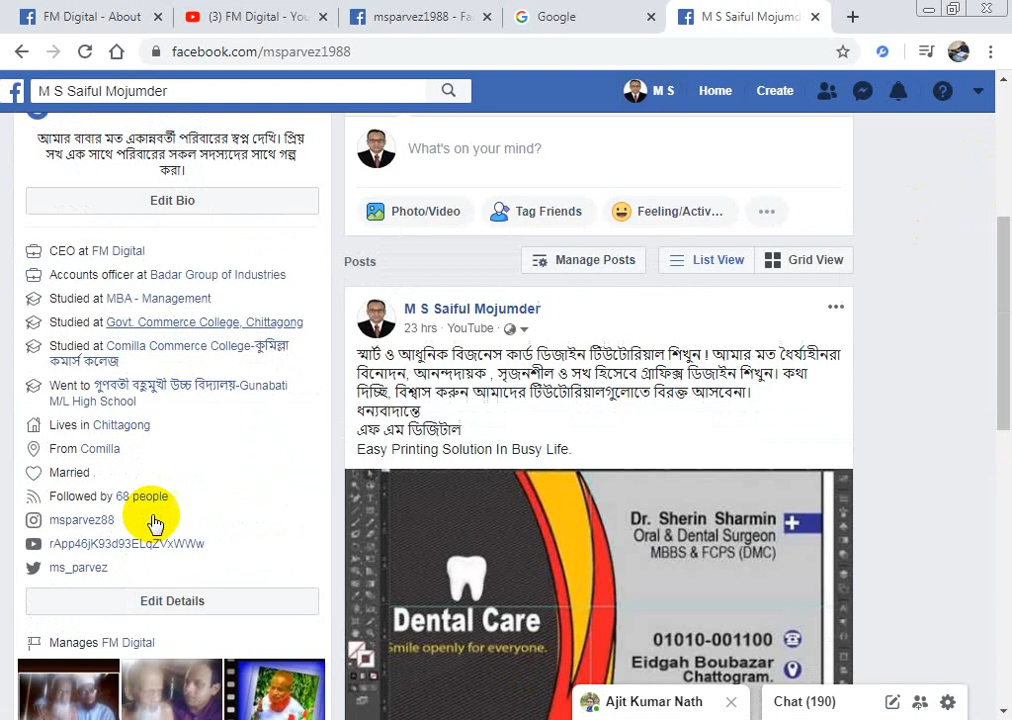 FM Digital - About
(3) FM Digital - You
msparvez1988 - Fa
Google
M S Saiful Mojumd
facebook.com/msparvez1988
M S Saiful Mojumder
M S
Home
Create
আমার বাবার মত একান্নবর্তী পরিবারের স্বপ্ন দেখি। প্রিয়
সখ এক সাথে পরিবারের সকল সদস্যদের সাথে গল্প
করা।
Edit Bio
CEO at FM Digital
Accounts officer at Badar Group of Industries
Studied at MBA - Management
Studied at Govt. Commerce College, Chittagong
Studied at Comilla Commerce College-কুমিল্লা
কমার্স কলেজ
Went to গুণবতী বহুমুখী উচ্চ বিদ্যালয়-Gunabati
M/L High School
Lives in Chittagong
From Comilla
Married
Followed by 68 people
msparvez88
rApp46jK93d93ELqZVxWWw
ms_parvez
Edit Details
Manages FM Digital
What's on your mind?
Photo/Video
Tag Friends
Feeling/Activ...
Posts
Manage Posts
List View
Grid View
M S Saiful Mojumder
23 hrs · YouTube ·
স্মার্ট ও আধুনিক বিজনেস কার্ড ডিজাইন টিউটোরিয়াল শিখুন ! আমার মত ধৈর্যহীনরা
বিনোদন, আনন্দদায়ক , সৃজনশীল ও সখ হিসেবে গ্রাফিক্স ডিজাইন শিখুন। কথা
দিচ্ছি, বিশ্বাস করুন আমাদের টিউটোরিয়ালগুলোতে বিরক্ত আসবেনা।
ধন্যবাদান্তে
এফ এম ডিজিটাল
Easy Printing Solution In Busy Life.
Dr. Sherin Sharmin
Oral & Dental Surgeon
MBBS & FCPS (DMC)
Dental Care
Smile openly for everyone.
01010-001100
Eidgah Boubazar
Chattogram.
Ajit Kumar Nath
Chat (190)